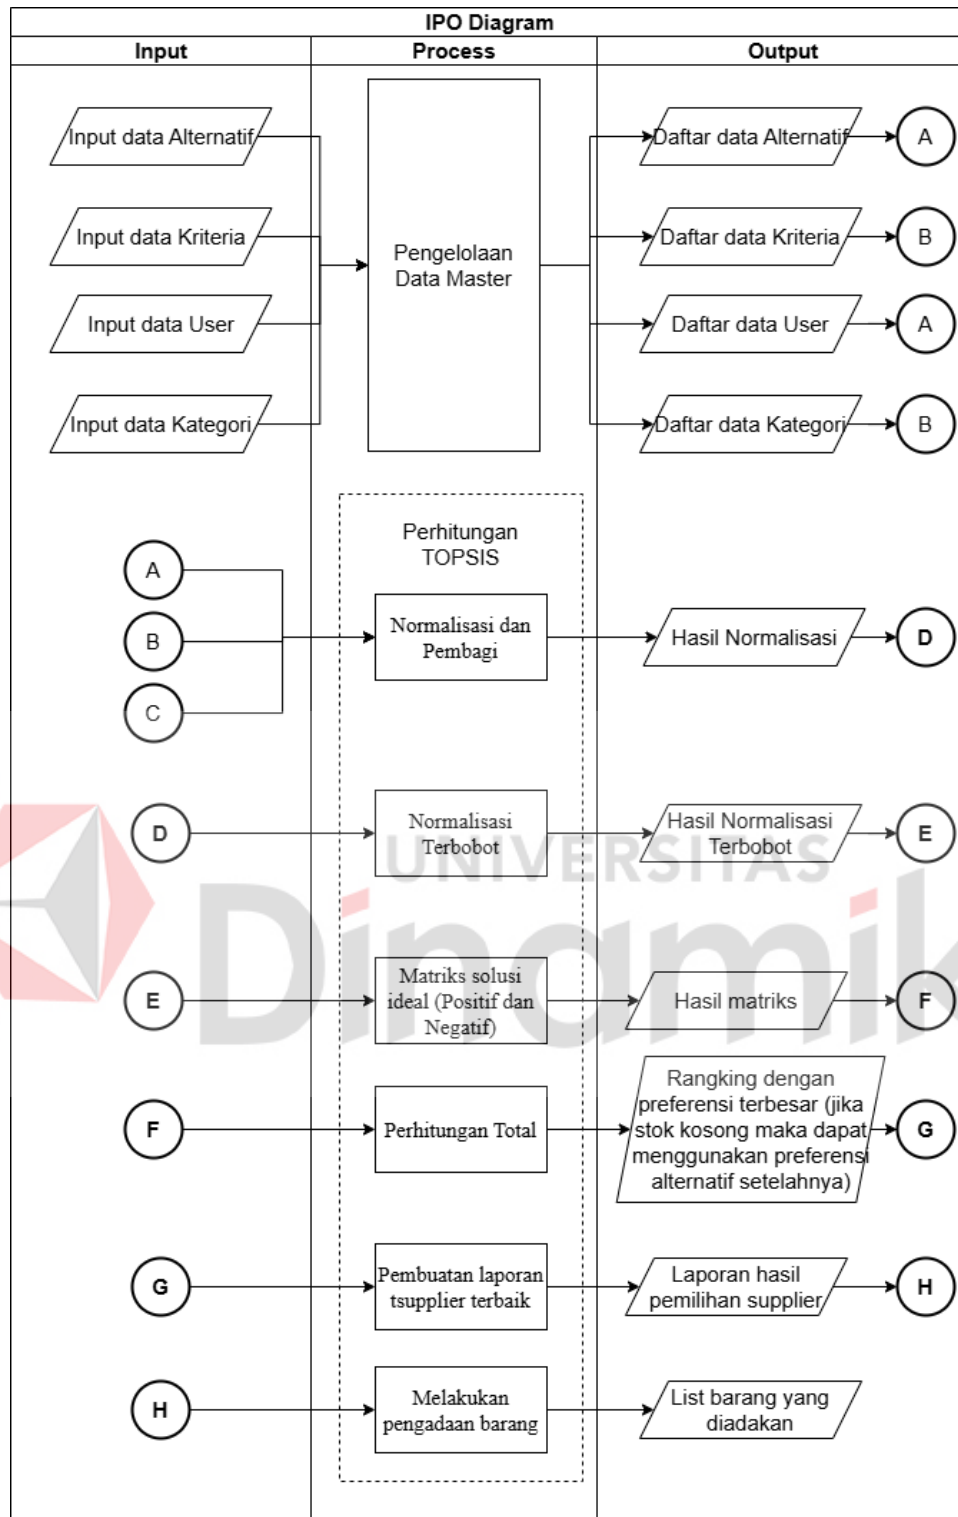 IPO Diagram
Input
Process
Output
Input data Alternatif
Daftar data Alternatif
A
Input data Kriteria
Pengelolaan
Data Master
Daftar data Kriteria
B
Input data User
Daftar data User
A
Input data Kategori
Daftar data Kategori
B
Perhitungan
TOPSIS
A
B
C
Normalisasi dan
Pembagi
Hasil Normalisasi
D
D
Normalisasi
Terbobot
Hasil Normalisasi
Terbobot
E
UNIVERSITAS
Dinamik
E
Matriks solusi
ideal (Positif dan
Negatif)
Hasil matriks
F
F
Perhitungan Total
Rangking dengan
preferensi terbesar (jika
stok kosong maka dapat
menggunakan preferensi
alternatif setelahnya)
G
G
Pembuatan laporan
tsupplier terbaik
Laporan hasil
pemilihan supplier
H
H
Melakukan
pengadaan barang
List barang yang
diadakan